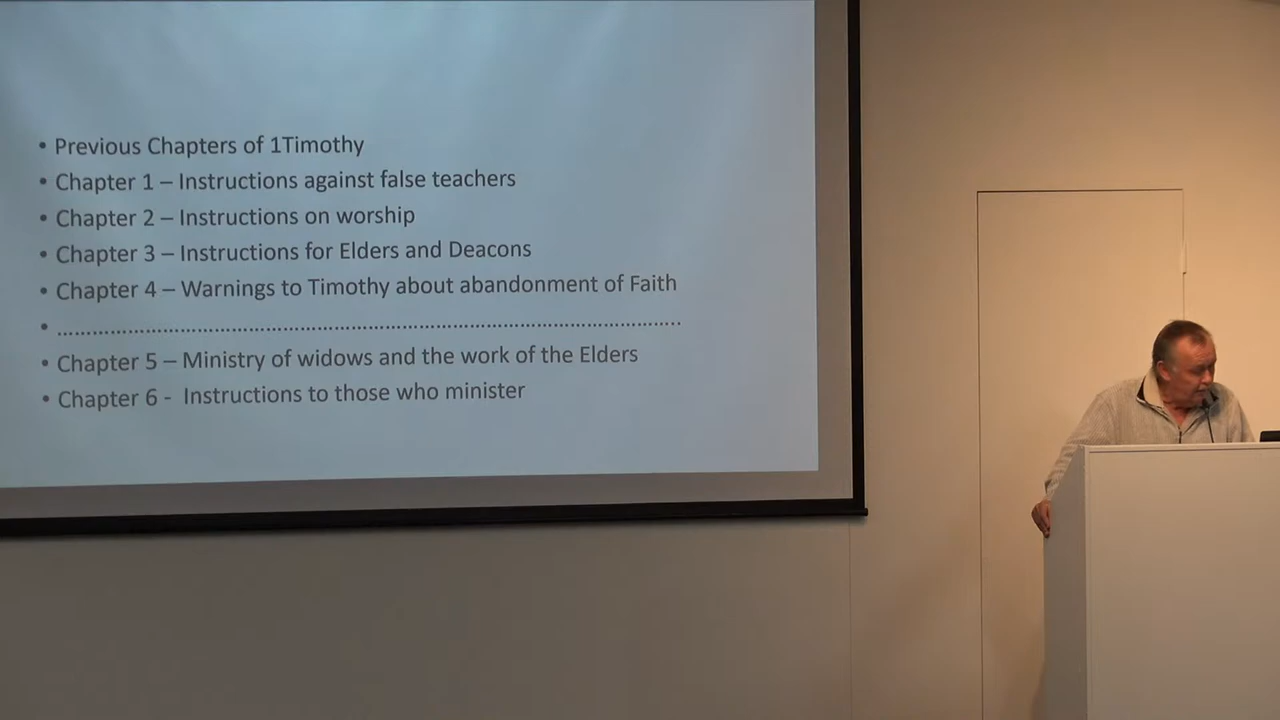 • Previous Chapters of 1Timothy
• Chapter 1 – Instructions against false teachers
• Chapter 2 – Instructions on worship
• Chapter 3 – Instructions for Elders and Deacons
• Chapter 4 – Warnings to Timothy about abandonment of Faith
• ……………………………………………………………………………………………
• Chapter 5 – Ministry of widows and the work of the Elders
• Chapter 6 - Instructions to those who minister